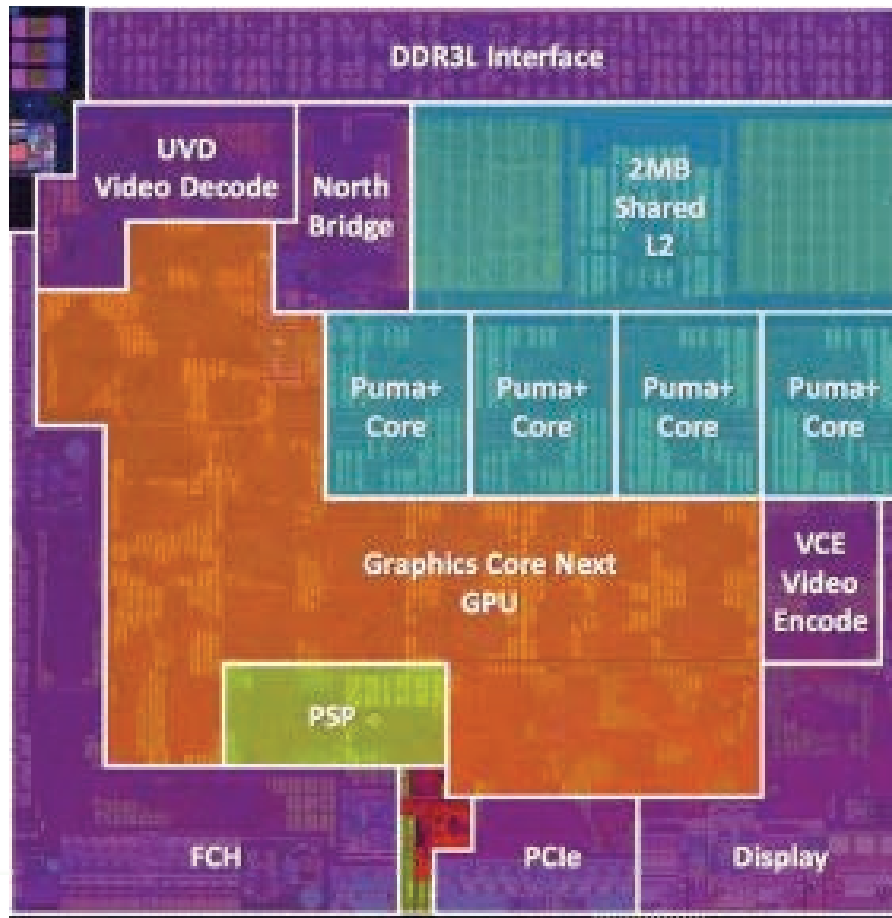 DDR3L Interface
UVD
Video Decode
North
Bridge
2MB
Shared
L2
Puma+
Core
Puma+
Core
Puma+
Core
Puma+
Core
Graphics Core Next
GPU
VCE
Video
Encode
PSP
FCH
PCIe
Display